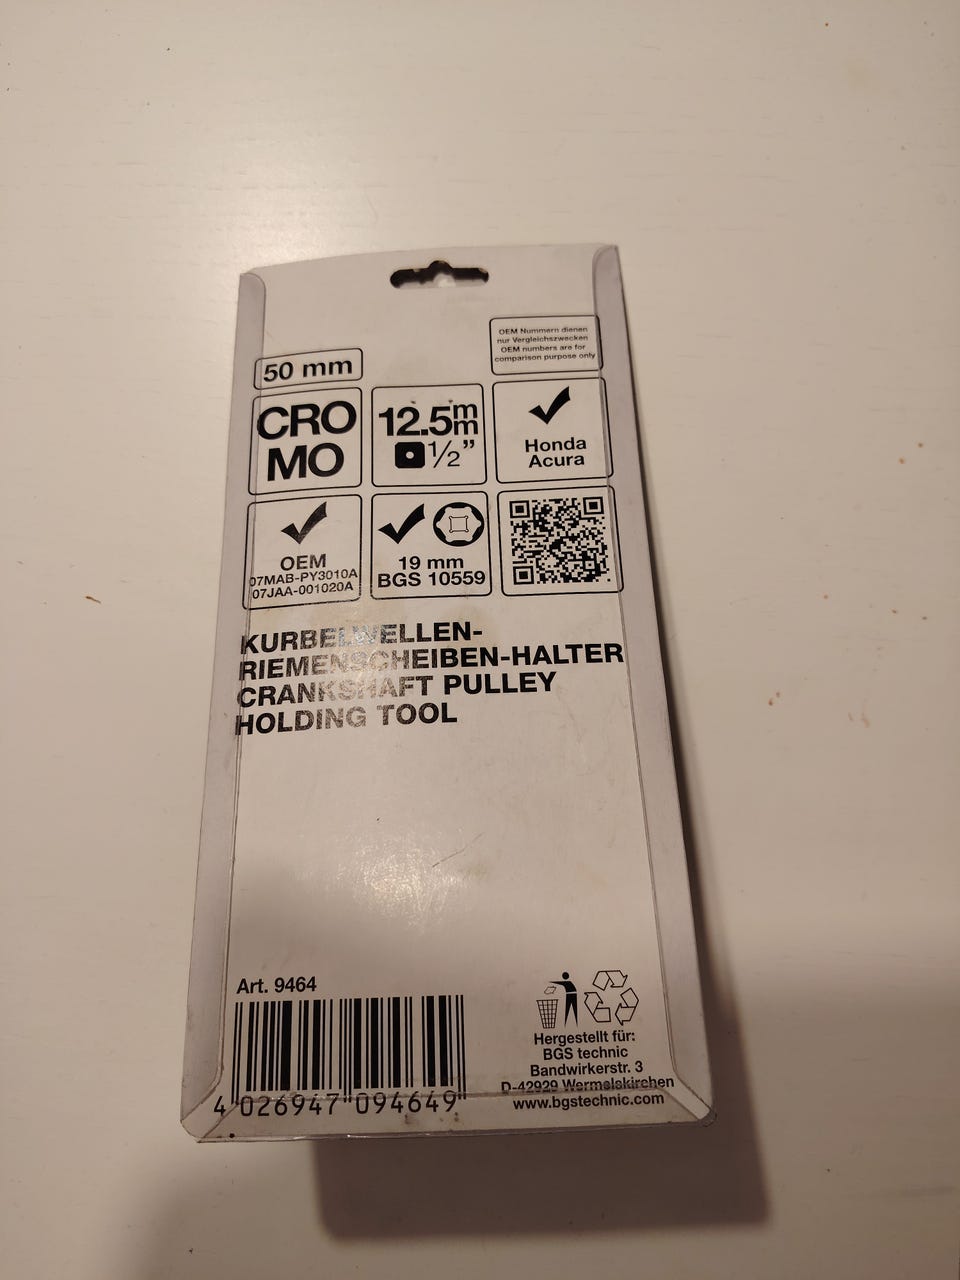 OEM Nummern dienen
nur Vergleichszwecken
OEM numbers are for
comparison purpose only
50 mm
CRO
MO
12.5mm
1/2”
Honda
Acura
OEM
07MAB-PY3010A
07JAA-001020A
19 mm
BGS 10559
KURBELWELLEN-
RIEMENSCHEIBEN-HALTER
CRANKSHAFT PULLEY
HOLDING TOOL
Art. 9464
4 026947 094649
Hergestellt für:
BGS technic
Bandwirkerstr. 3
D-42929 Wermelskirchen
www.bgstechnic.com